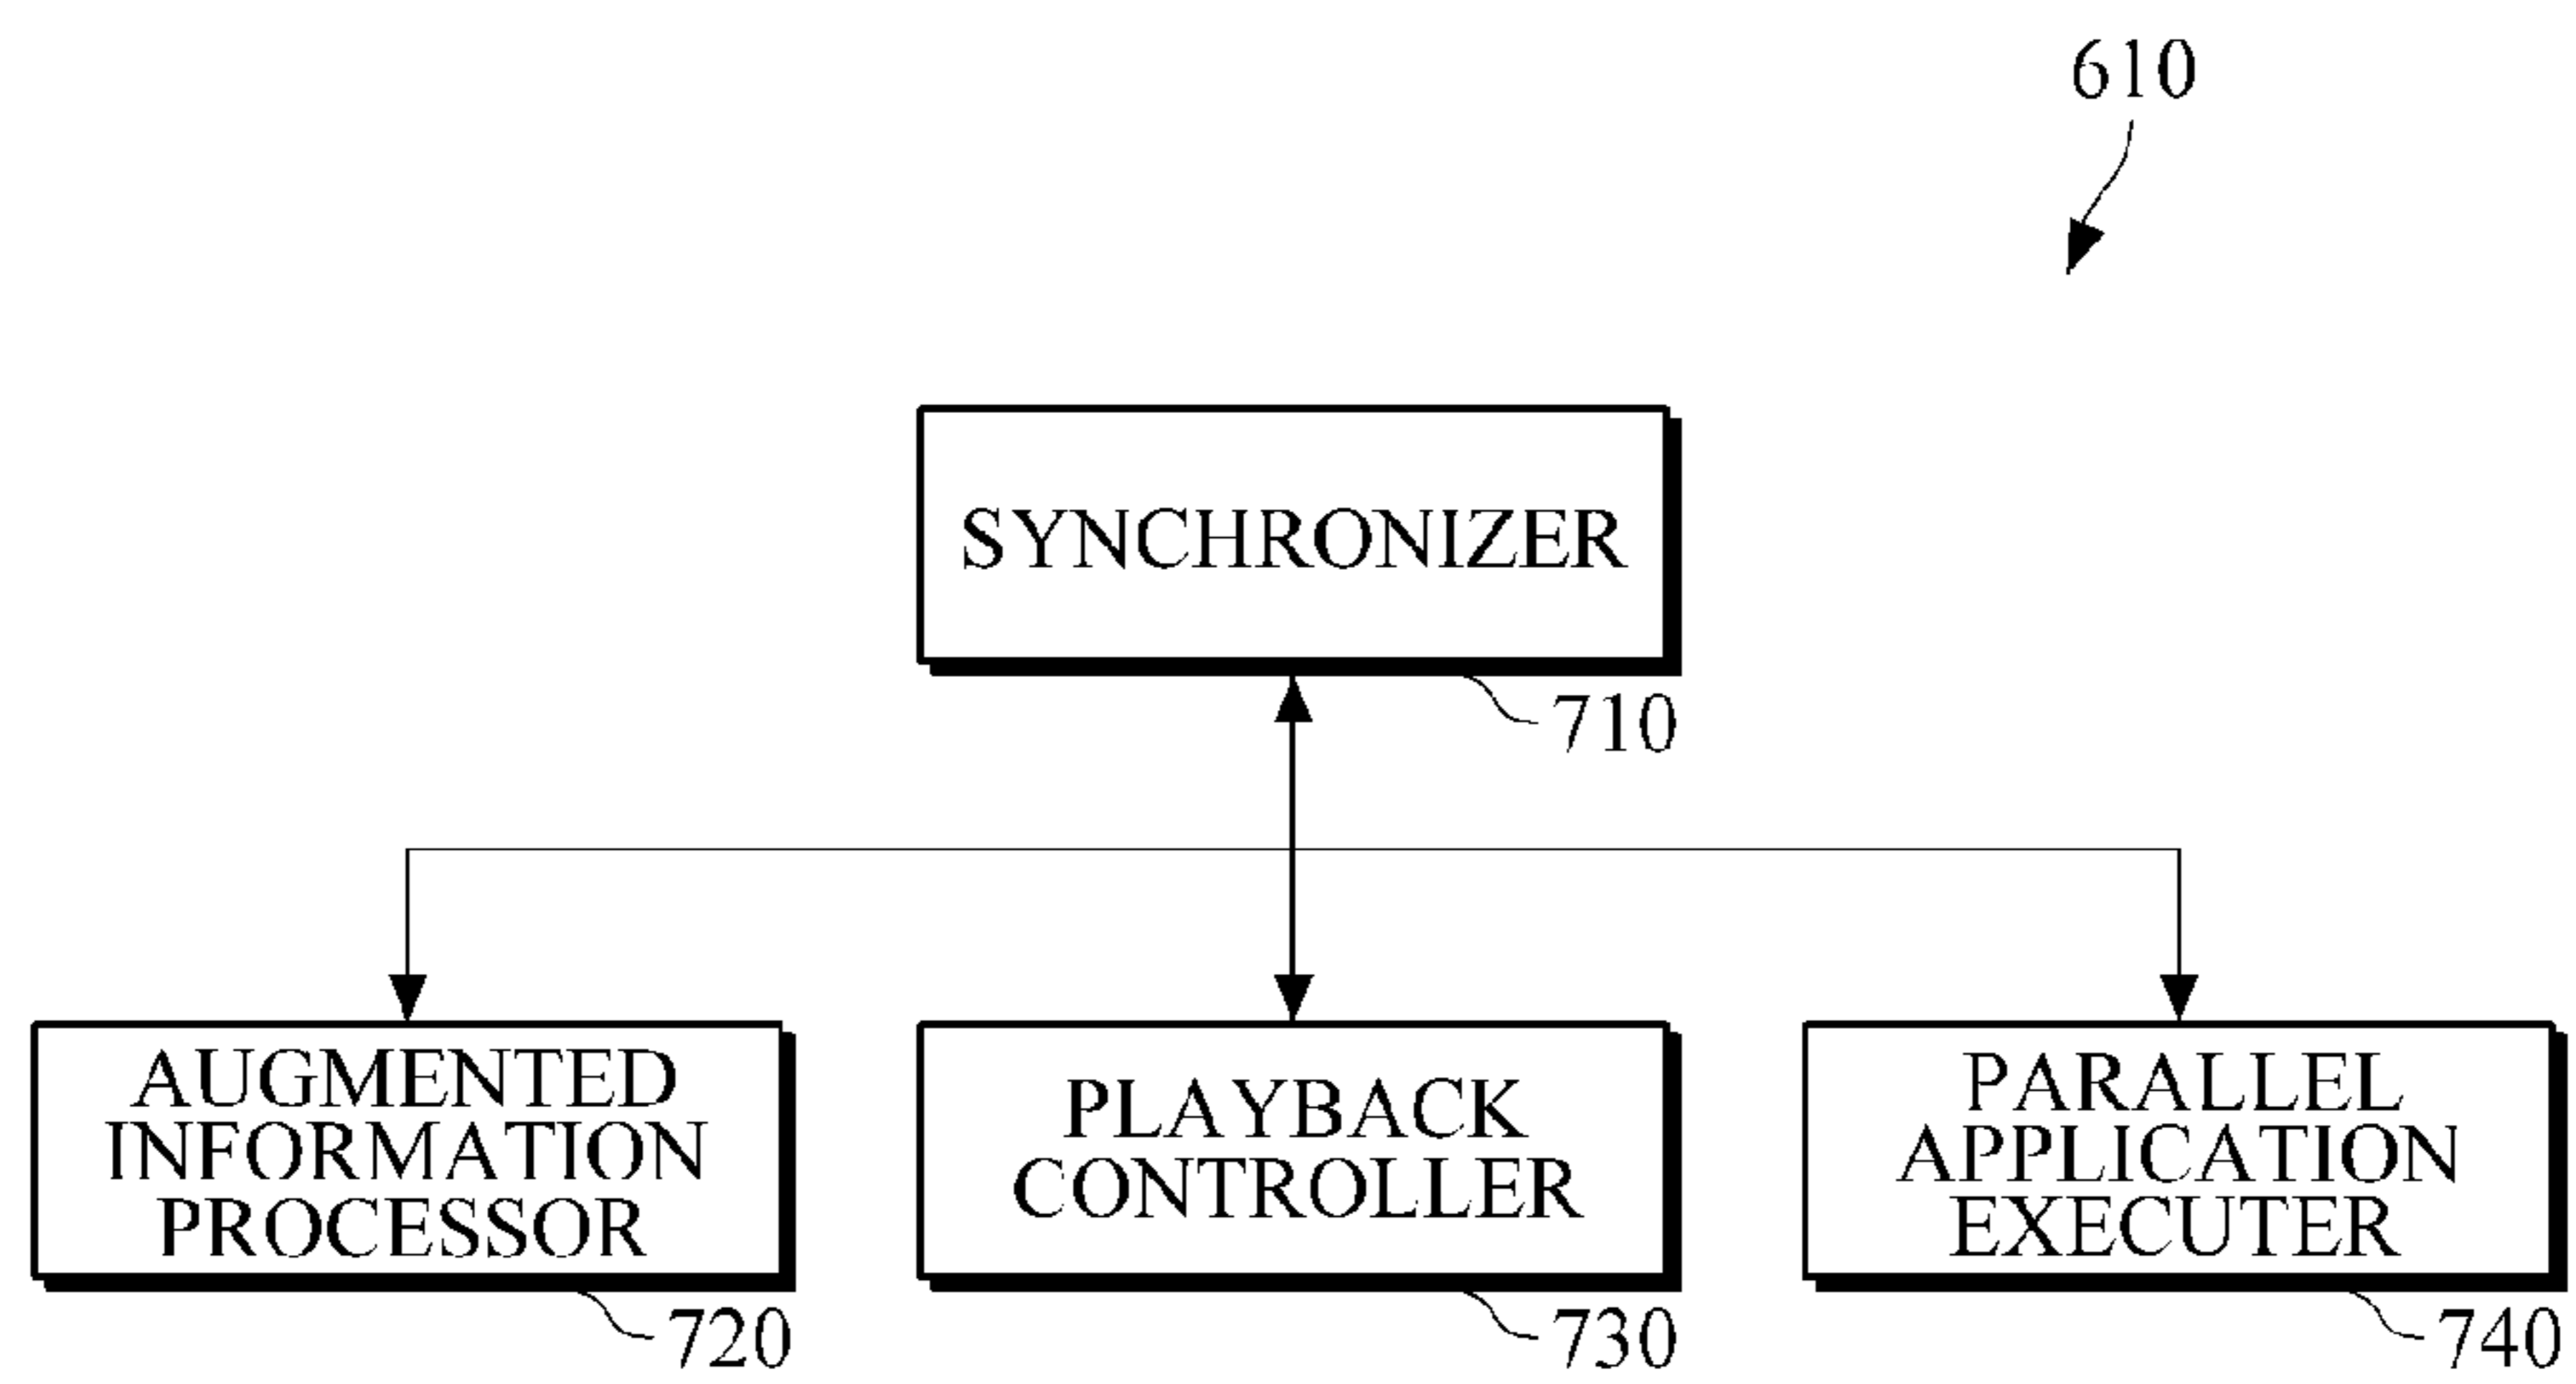 610
SYNCHRONIZER
710
AUGMENTED
INFORMATION
PROCESSOR
720
PLAYBACK
CONTROLLER
730
PARALLEL
APPLICATION
EXECUTER
740